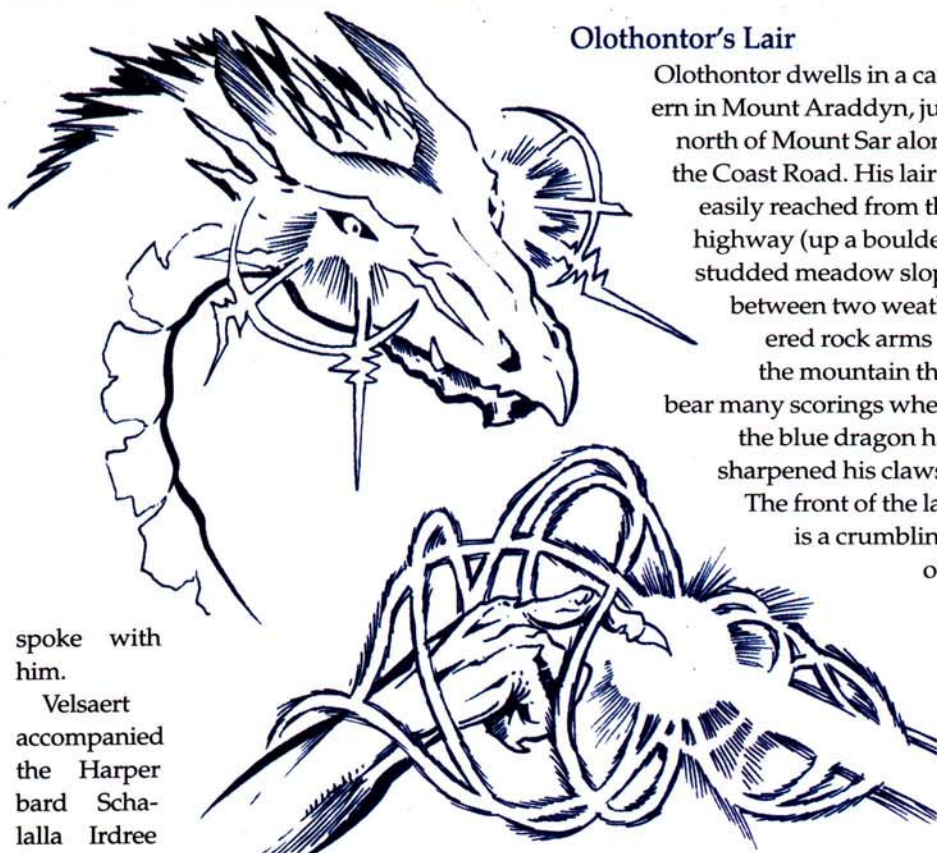 spoke with
him.
Velsaert
accompanied
the Harper
bard Scha-
lalla Irdree
Olothontor's Lair
Olothontor dwells in a ca
ern in Mount Araddyn, ju
north of Mount Sar alon
the Coast Road. His lair
easily reached from th
highway (up a boulde
studded meadow slop
between two weath
ered rock arms
the mountain th
bear many scorings whe
the blue dragon h
sharpened his claws
The front of the la
is a crumblin
o